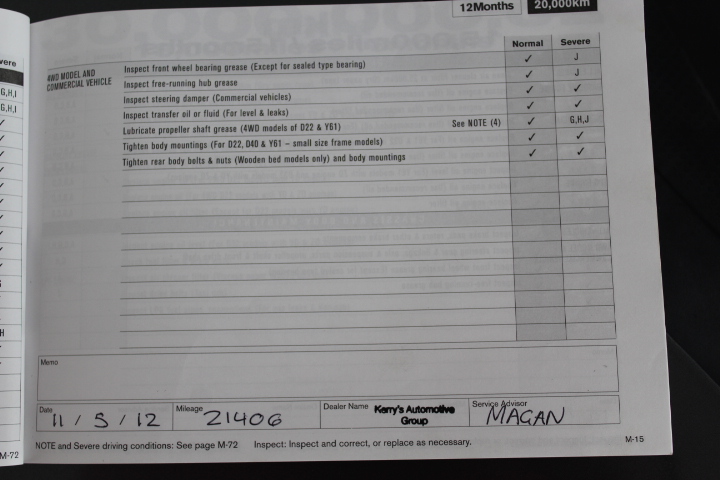 12Months 20,000km
Normal Severe
4WD MODEL AND
COMMERCIAL VEHICLE
Inspect front wheel bearing grease (Except for sealed type bearing) ✓ J
Inspect free-running hub grease ✓ J
Inspect steering damper (Commercial vehicles) ✓ ✓
Inspect transfer oil or fluid (For level & leaks) ✓ ✓
Lubricate propeller shaft grease (4WD models of D22 & Y61) See NOTE (4) ✓ G,H,J
Tighten body mountings (For D22, D40 & Y61 – small size frame models) ✓ ✓
Tighten rear body bolts & nuts (Wooden bed models only) and body mountings ✓ ✓
Memo
Date 11 / 5 / 12 Mileage 21406 Dealer Name Kerry's Automotive Group Service Advisor MAGAN
NOTE and Severe driving conditions: See page M-72 Inspect: Inspect and correct, or replace as necessary. M-15
vere
G,H,I
G,H,I
H
M-72